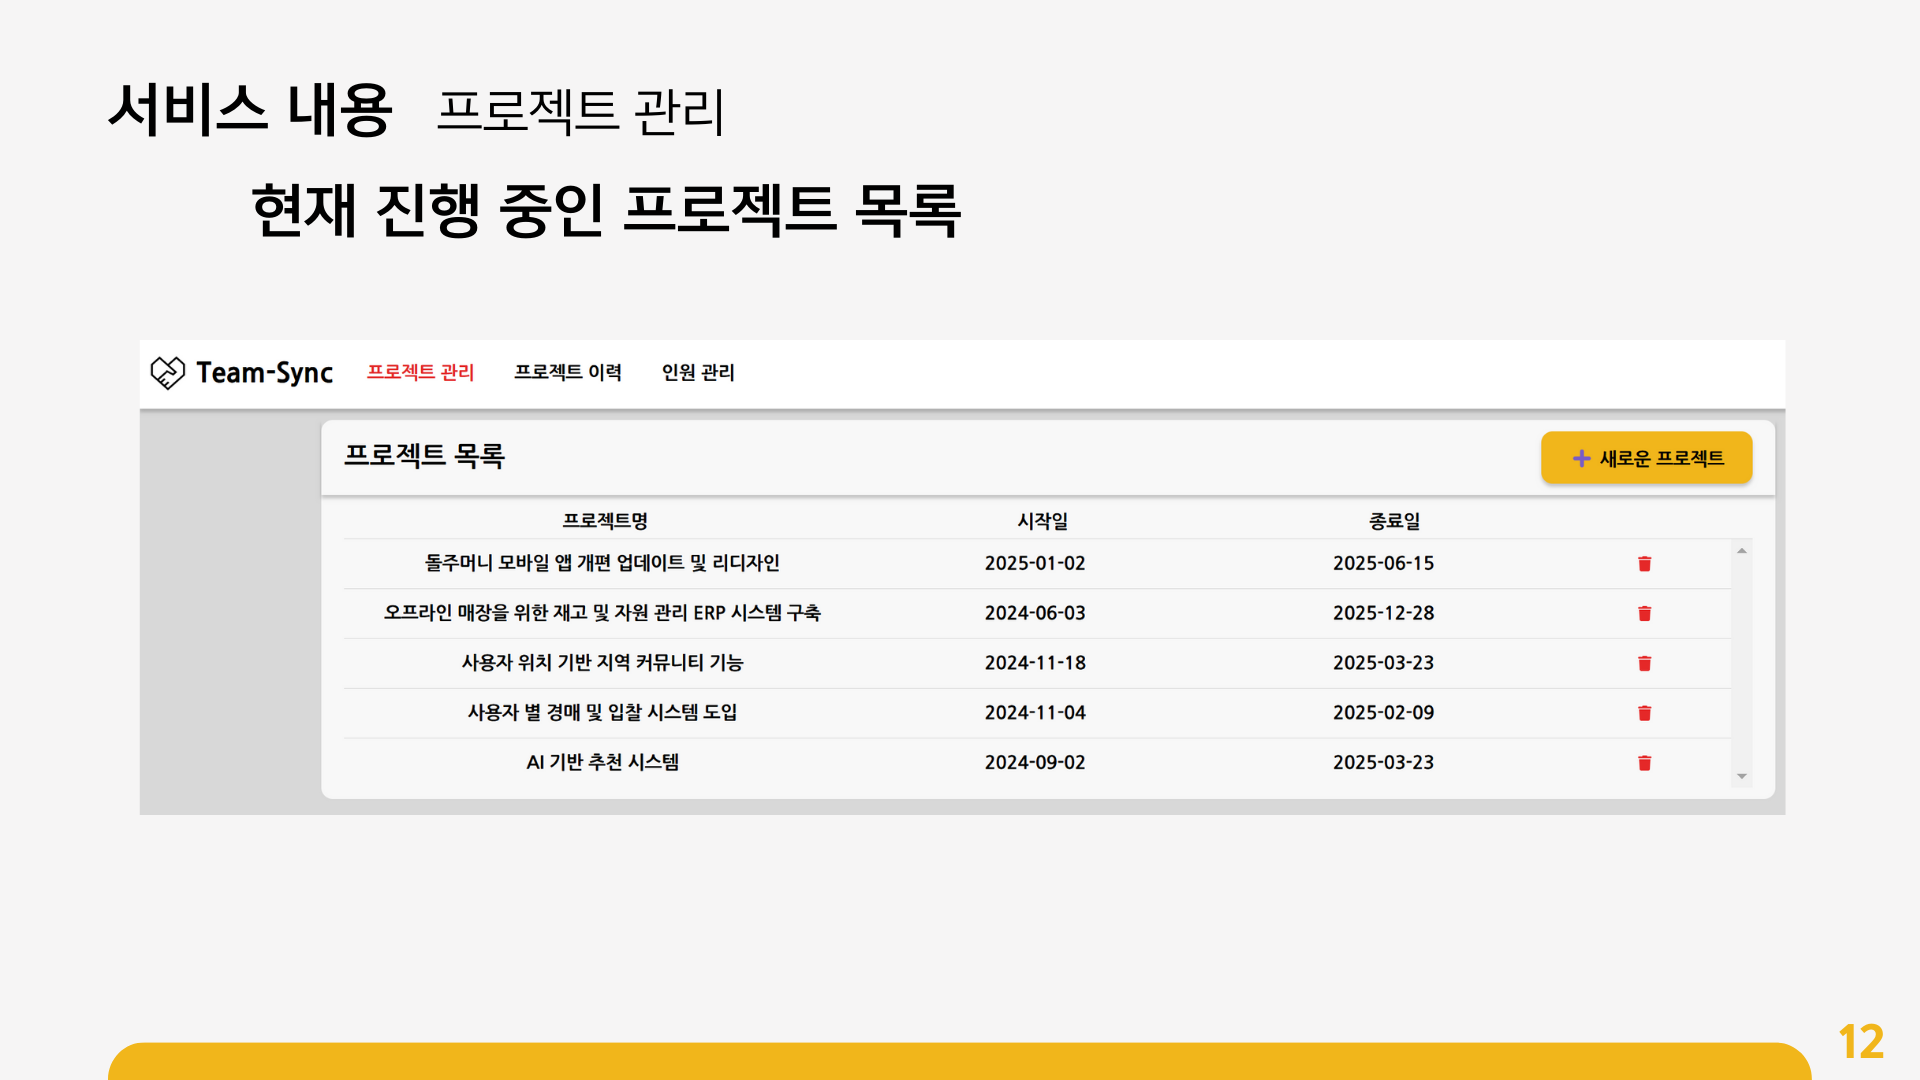 서비스 내용 프로젝트 관리
현재 진행 중인 프로젝트 목록
Team-Sync 프로젝트 관리 프로젝트 이력 인원 관리
프로젝트 목록 + 새로운 프로젝트
프로젝트명 시작일 종료일
돌주머니 모바일 앱 개편 업데이트 및 리디자인 2025-01-02 2025-06-15
오프라인 매장을 위한 재고 및 자원 관리 ERP 시스템 구축 2024-06-03 2025-12-28
사용자 위치 기반 지역 커뮤니티 기능 2024-11-18 2025-03-23
사용자 별 경매 및 입찰 시스템 도입 2024-11-04 2025-02-09
AI 기반 추천 시스템 2024-09-02 2025-03-23
12